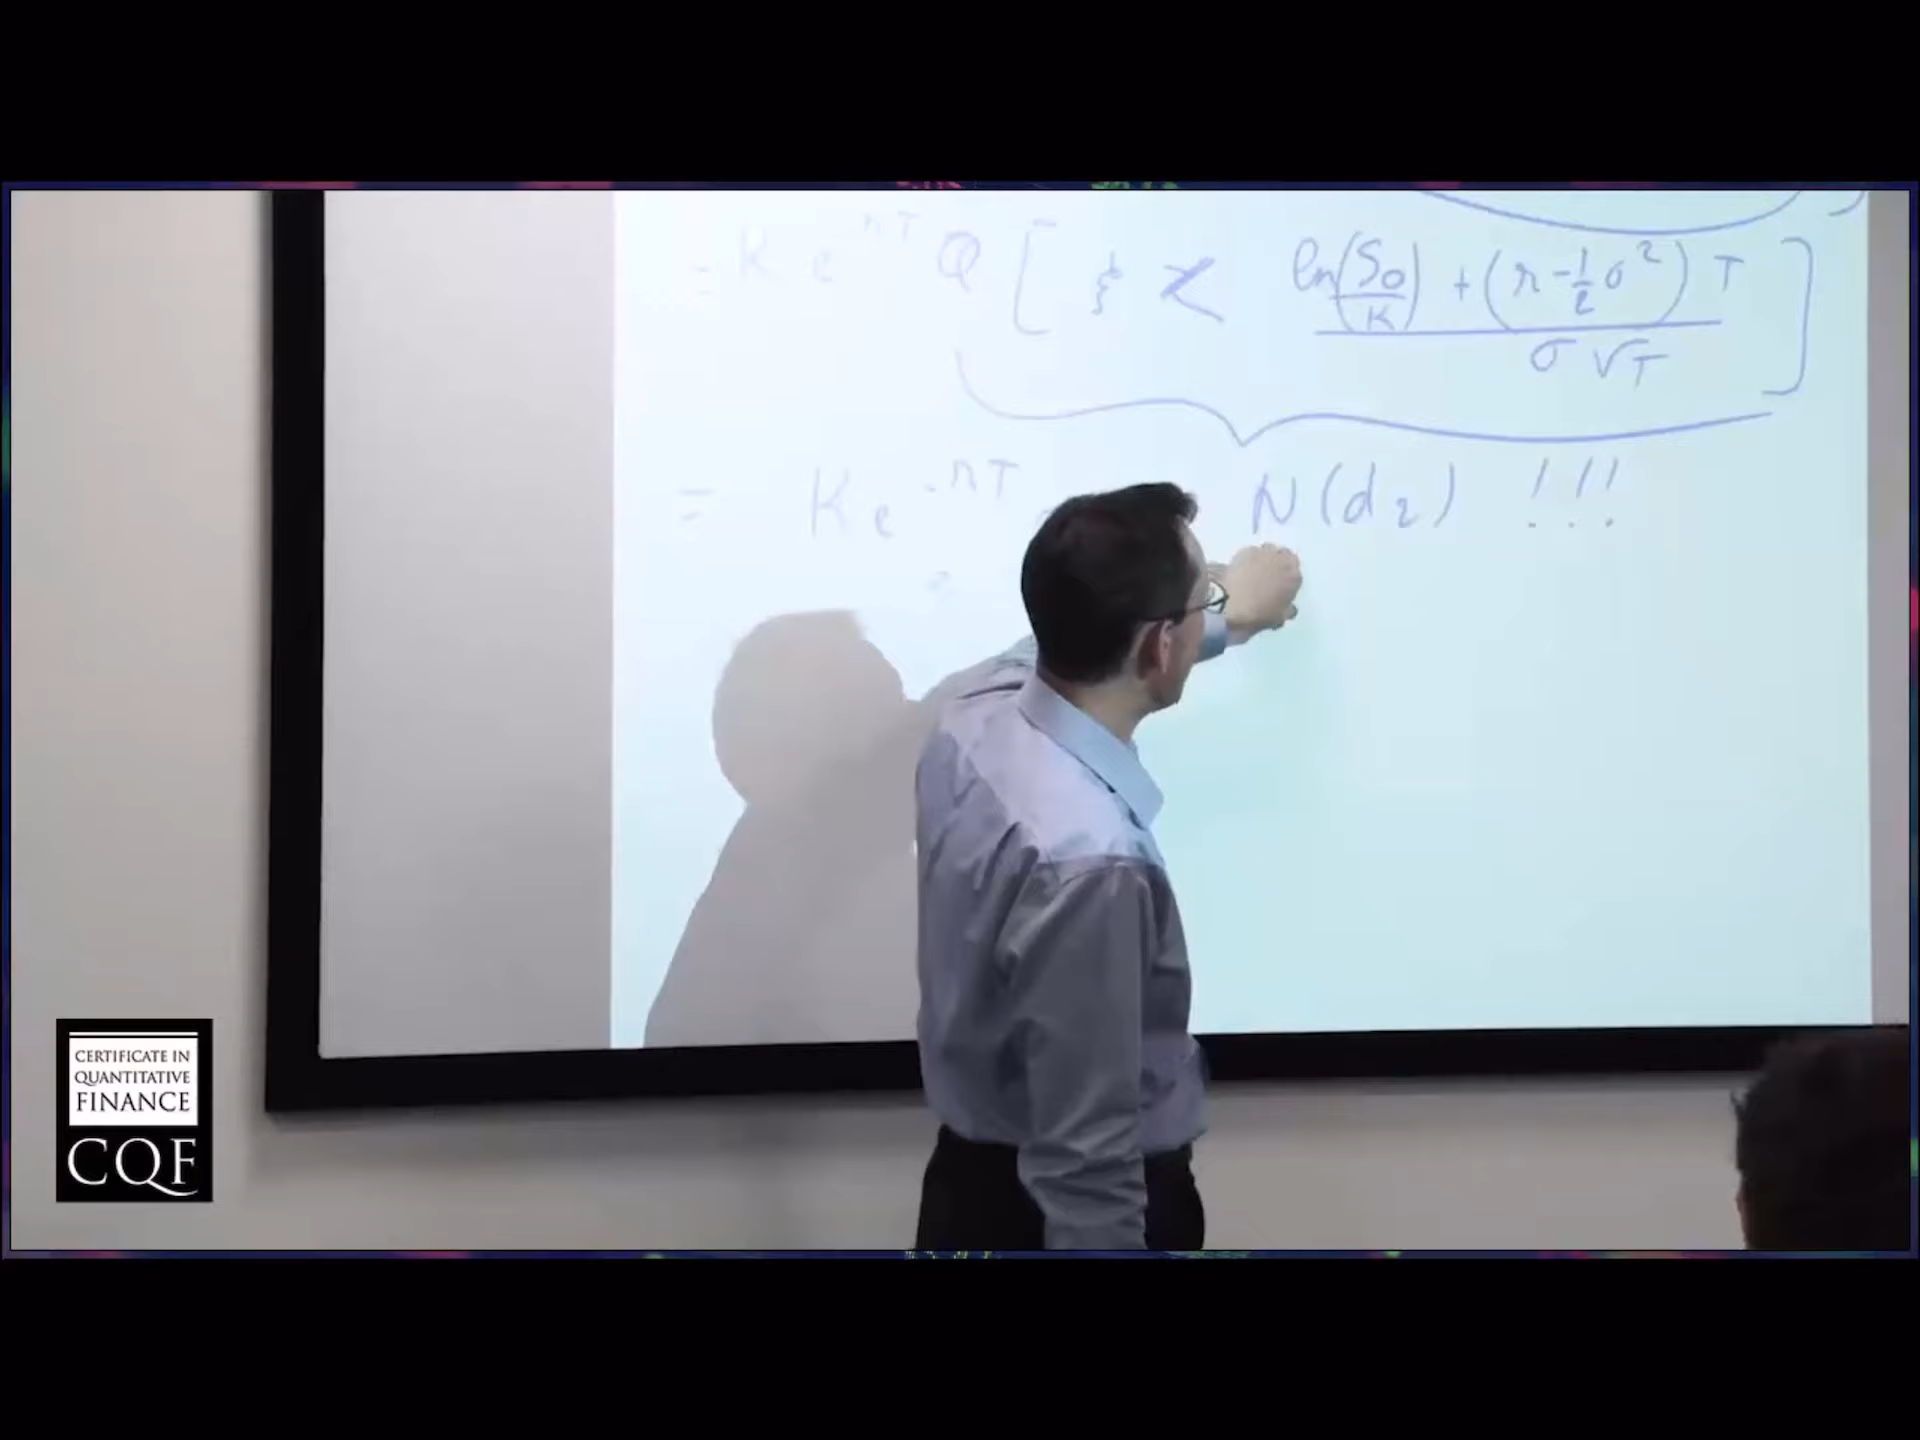 = K e^{-rT} Q [ ξ < (ln(S₀/K) + (r - ½σ²) T) / (σ √T) ]
= K e^{-rT} N(d₂) !!!
CERTIFICATE IN
QUANTITATIVE
FINANCE
CQF